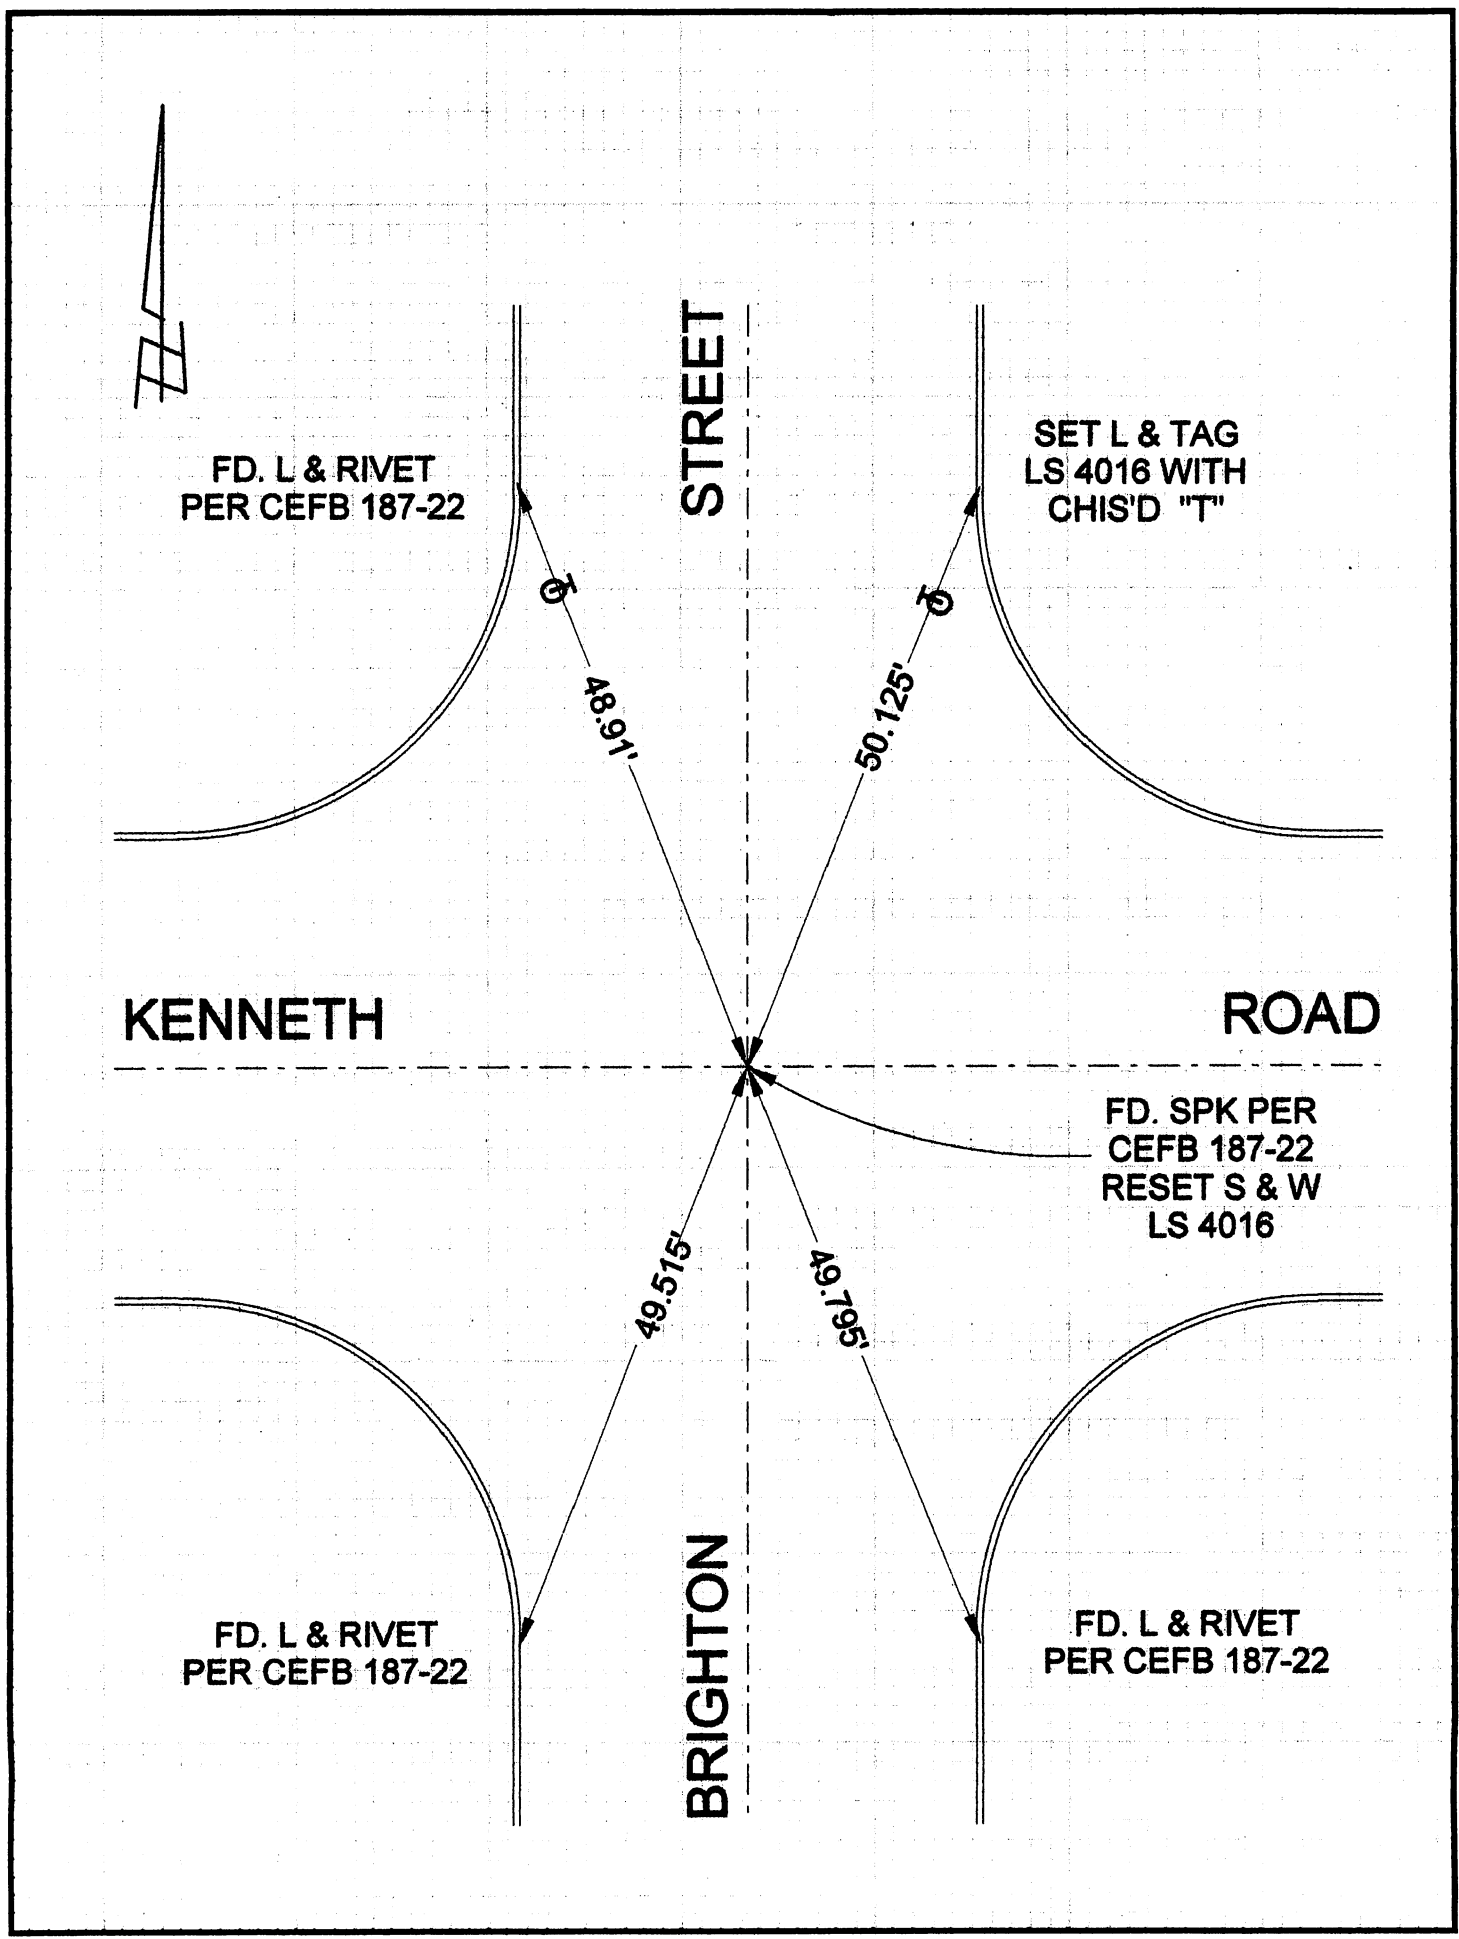 STREET
FD. L & RIVET
PER CEFB 187-22
SET L & TAG
LS 4016 WITH
CHIS'D "T"
48.91'
50.125'
KENNETH
ROAD
FD. SPK PER
CEFB 187-22
RESET S & W
LS 4016
49.515'
49.795'
BRIGHTON
FD. L & RIVET
PER CEFB 187-22
FD. L & RIVET
PER CEFB 187-22